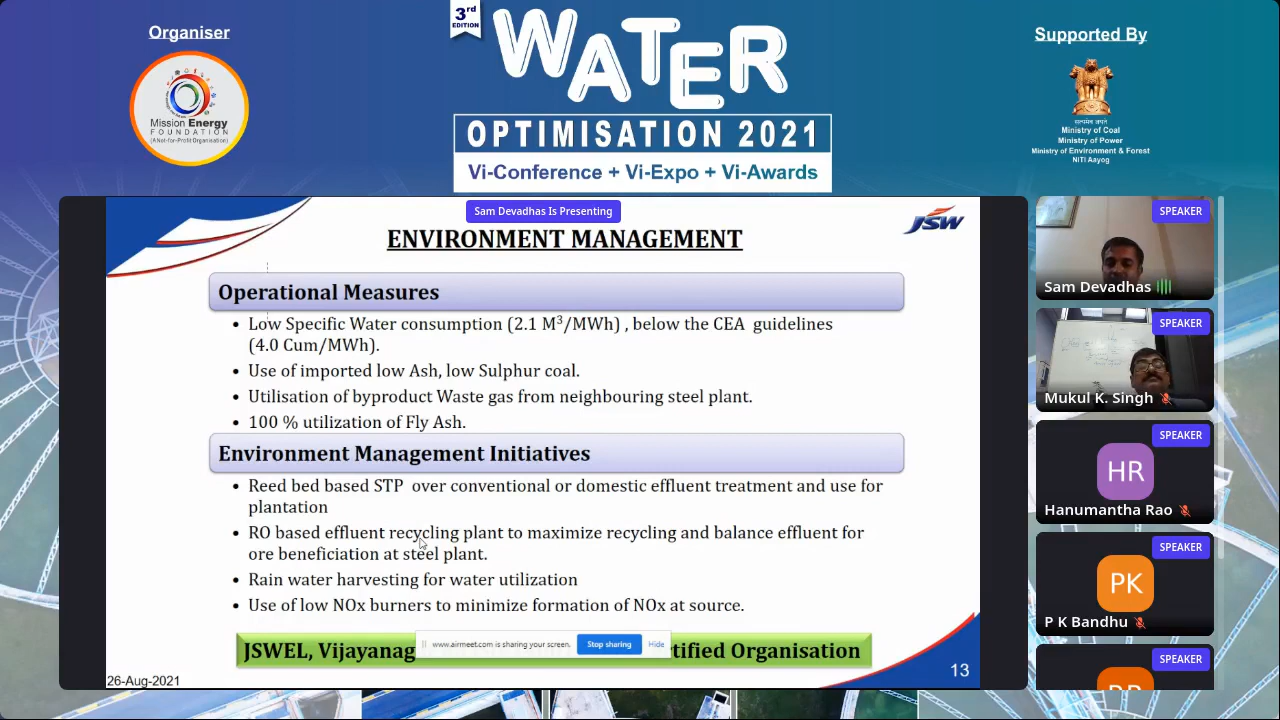 Organiser
Mission Energy
FOUNDATION
(A Not-for-Profit Organisation)
3rd
EDITION
WATER
OPTIMISATION 2021
Vi-Conference + Vi-Expo + Vi-Awards
Supported By
सत्यमेव जयते
Ministry of Coal
Ministry of Power
Ministry of Environment & Forest
NITI Aayog
Sam Devadhas Is Presenting
JSW
ENVIRONMENT MANAGEMENT
Operational Measures
• Low Specific Water consumption (2.1 M³/MWh) , below the CEA guidelines
(4.0 Cum/MWh).
• Use of imported low Ash, low Sulphur coal.
• Utilisation of byproduct Waste gas from neighbouring steel plant.
• 100 % utilization of Fly Ash.
Environment Management Initiatives
• Reed bed based STP over conventional or domestic effluent treatment and use for
plantation
• RO based effluent recycling plant to maximize recycling and balance effluent for
ore beneficiation at steel plant.
• Rain water harvesting for water utilization
• Use of low NOx burners to minimize formation of NOx at source.
JSWEL, Vijayanag tified Organisation
www.airmeet.com is sharing your screen. Stop sharing Hide
26-Aug-2021
13
SPEAKER
Sam Devadhas
SPEAKER
Mukul K. Singh
SPEAKER
HR
Hanumantha Rao
SPEAKER
PK
P K Bandhu
SPEAKER